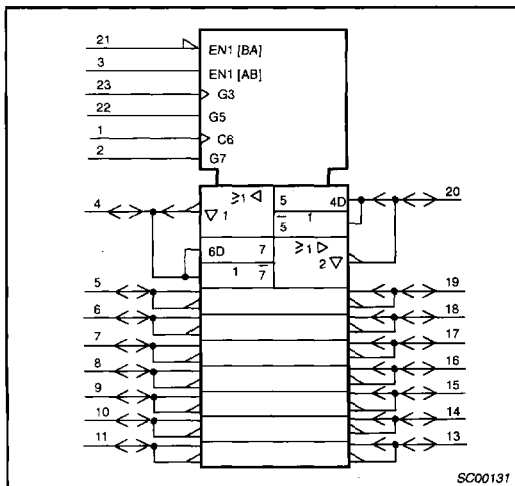 21 EN1 [BA]
3 EN1 [AB]
23 G3
22 G5
1 C6
2 G7
4 ≥1 ◁ 5 4D 20
▽ 1 5̅ 1
6D 7 ≥1 ▷
1 7̅ 2 ▽
5 19
6 18
7 17
8 16
9 15
10 14
11 13
SC00131